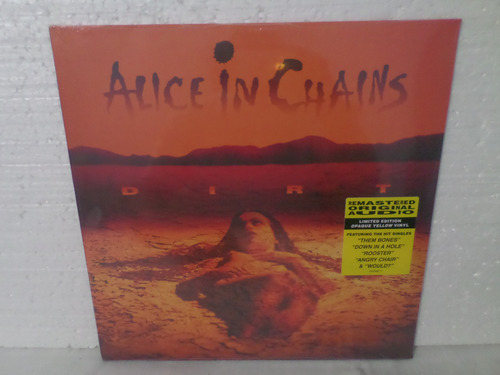 ALICE IN CHAINS
DIRT
REMASTERED
ORIGINAL
AUDIO
LIMITED EDITION
OPAQUE YELLOW VINYL
FEATURING THE HIT SINGLES
"THEM BONES"
"DOWN IN A HOLE"
"ROOSTER"
"ANGRY CHAIR"
& "WOULD?"